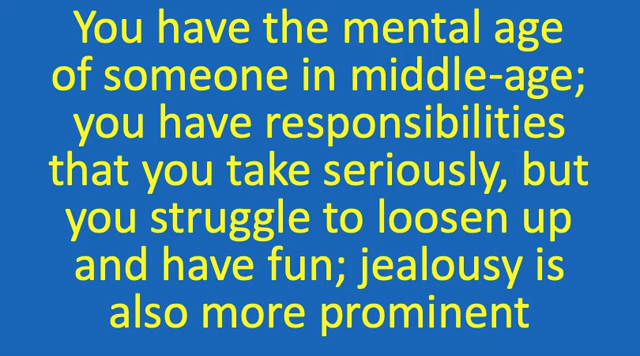 You have the mental age
of someone in middle-age;
you have responsibilities
that you take seriously, but
you struggle to loosen up
and have fun; jealousy is
also more prominent